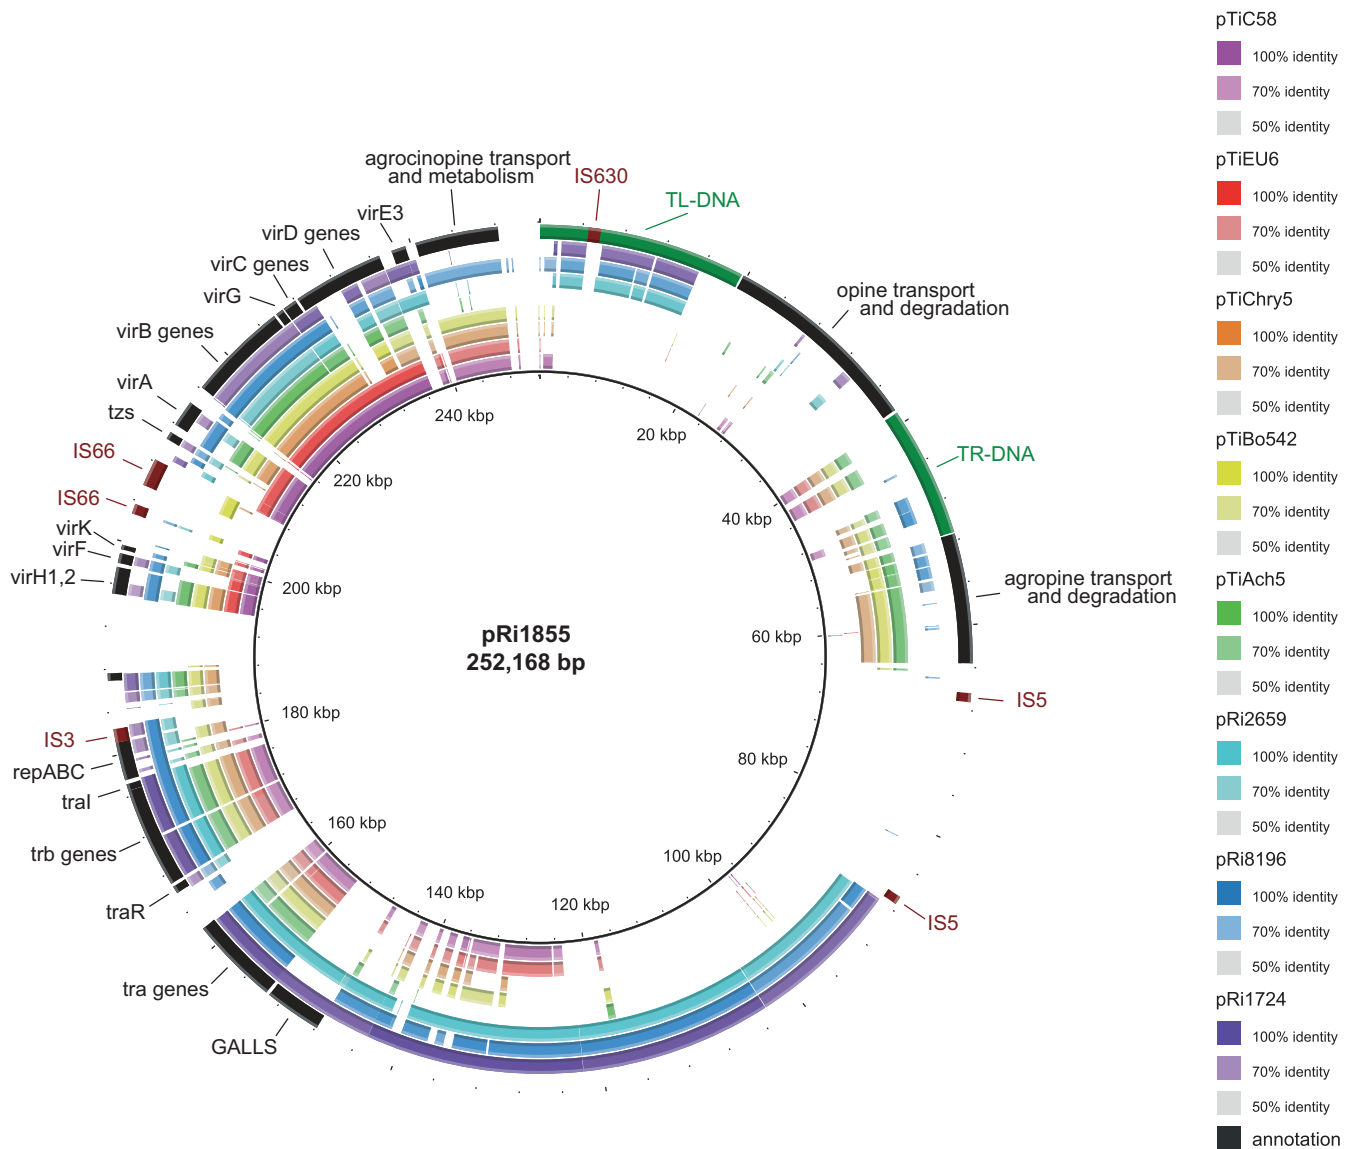 agrocinopine transport
and metabolism
IS630
TL-DNA
virE3
virD genes
virC genes
virG
virB genes
virA
tzs
IS66
IS66
virK
virF
virH1,2
IS3
repABC
traI
trb genes
traR
tra genes
GALLS
opine transport
and degradation
TR-DNA
agropine transport
and degradation
IS5
IS5
20 kbp
40 kbp
60 kbp
80 kbp
100 kbp
120 kbp
140 kbp
160 kbp
180 kbp
200 kbp
220 kbp
240 kbp
pRi1855
252,168 bp
pTiC58
100% identity
70% identity
50% identity
pTiEU6
100% identity
70% identity
50% identity
pTiChry5
100% identity
70% identity
50% identity
pTiBo542
100% identity
70% identity
50% identity
pTiAch5
100% identity
70% identity
50% identity
pRi2659
100% identity
70% identity
50% identity
pRi8196
100% identity
70% identity
50% identity
pRi1724
100% identity
70% identity
50% identity
annotation